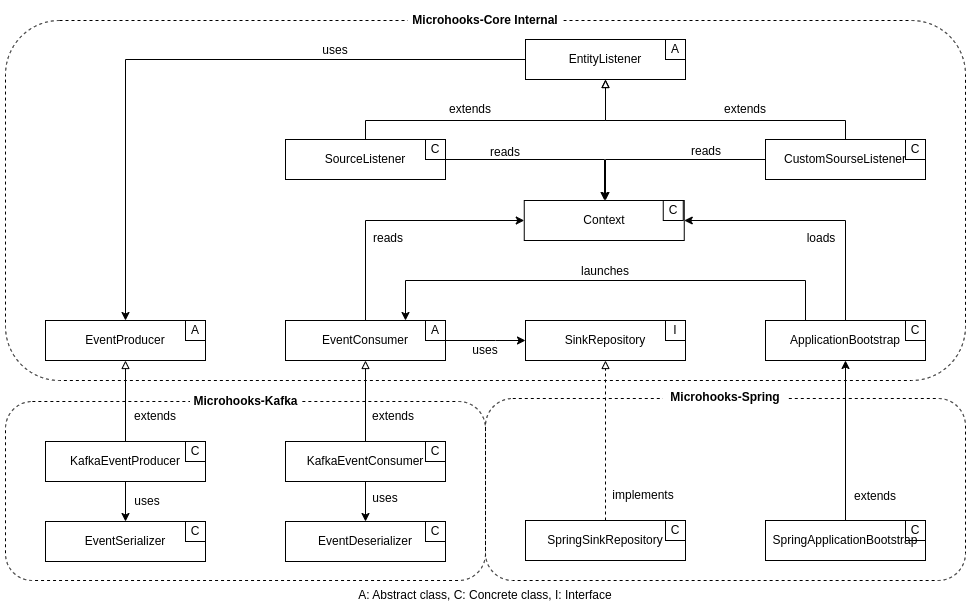 Microhooks-Core Internal
uses
EntityListener
A
extends
extends
SourceListener
C
reads
reads
CustomSourseListener
C
Context
C
reads
loads
launches
EventProducer
A
EventConsumer
A
uses
SinkRepository
I
ApplicationBootstrap
C
Microhooks-Kafka
Microhooks-Spring
extends
extends
KafkaEventProducer
C
KafkaEventConsumer
C
uses
uses
implements
extends
EventSerializer
C
EventDeserializer
C
SpringSinkRepository
C
SpringApplicationBootstrap
C
A: Abstract class, C: Concrete class, I: Interface